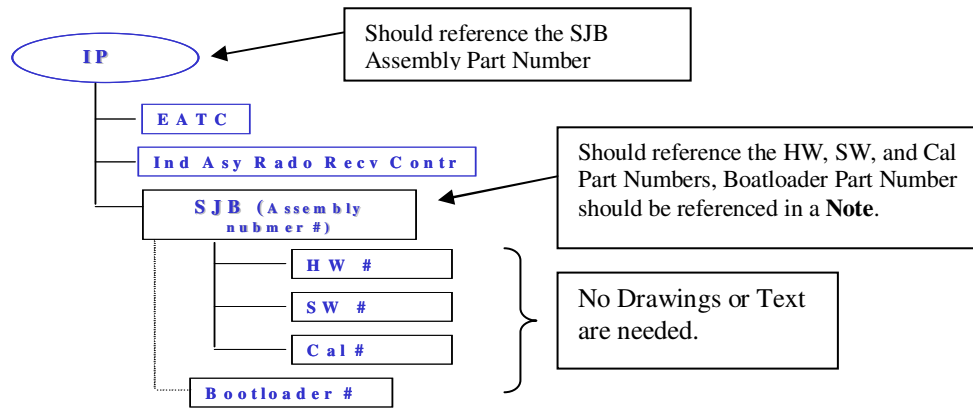 IP
Should reference the SJB
Assembly Part Number
EATC
Ind Asy Rado Recv Contr
Should reference the HW, SW, and Cal
Part Numbers, Boatloader Part Number
should be referenced in a Note.
SJB (Assembly
nubmer #)
HW #
SW #
Cal #
Bootloader #
No Drawings or Text
are needed.